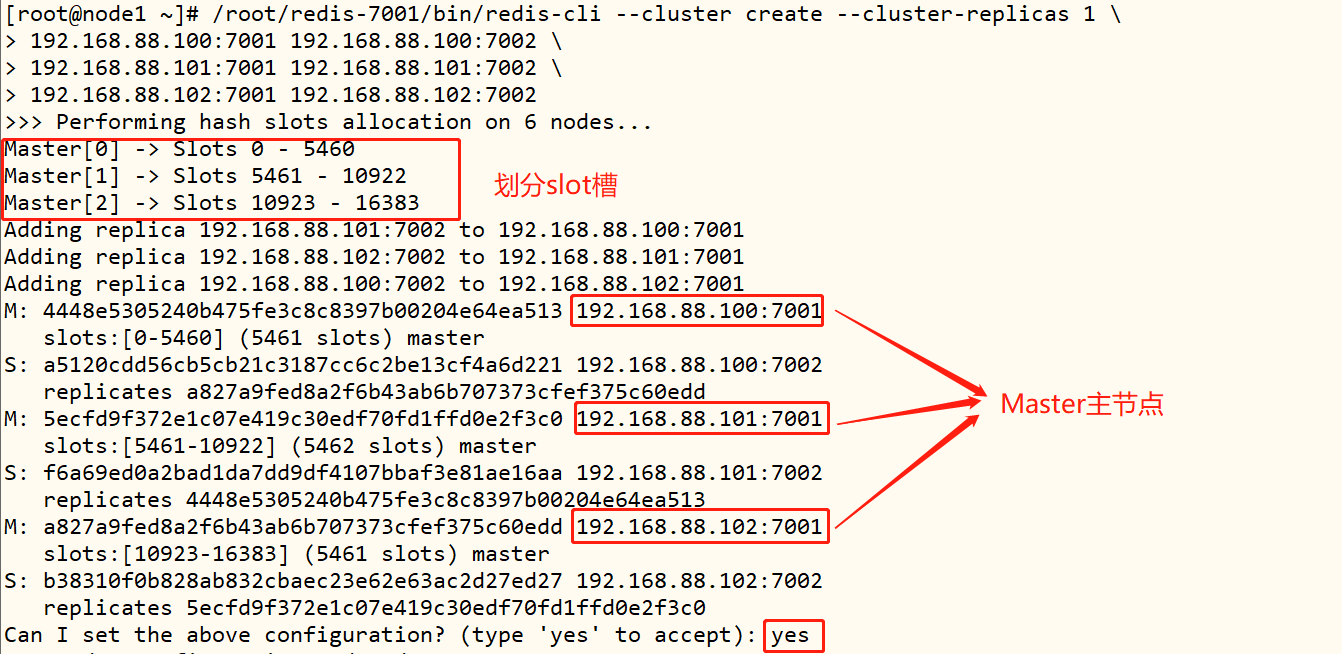 [root@node1 ~]# /root/redis-7001/bin/redis-cli --cluster create --cluster-replicas 1 \
> 192.168.88.100:7001 192.168.88.100:7002 \
> 192.168.88.101:7001 192.168.88.101:7002 \
> 192.168.88.102:7001 192.168.88.102:7002
>>> Performing hash slots allocation on 6 nodes...
Master[0] -> Slots 0 - 5460
Master[1] -> Slots 5461 - 10922
划分slot槽
Master[2] -> Slots 10923 - 16383
Adding replica 192.168.88.101:7002 to 192.168.88.100:7001
Adding replica 192.168.88.102:7002 to 192.168.88.101:7001
Adding replica 192.168.88.100:7002 to 192.168.88.102:7001
M: 4448e5305240b475fe3c8c8397b00204e64ea513 192.168.88.100:7001
slots:[0-5460] (5461 slots) master
S: a5120cdd56cb5cb21c3187cc6c2be13cf4a6d221 192.168.88.100:7002
replicates a827a9fed8a2f6b43ab6b707373cfef375c60edd
Master主节点
M: 5ecfd9f372e1c07e419c30edf70fd1ffd0e2f3c0 192.168.88.101:7001
slots:[5461-10922] (5462 slots) master
S: f6a69ed0a2bad1da7dd9df4107bbaf3e81ae16aa 192.168.88.101:7002
replicates 4448e5305240b475fe3c8c8397b00204e64ea513
M: a827a9fed8a2f6b43ab6b707373cfef375c60edd 192.168.88.102:7001
slots:[10923-16383] (5461 slots) master
S: b38310f0b828ab832cbaec23e62e63ac2d27ed27 192.168.88.102:7002
replicates 5ecfd9f372e1c07e419c30edf70fd1ffd0e2f3c0
Can I set the above configuration? (type 'yes' to accept): yes